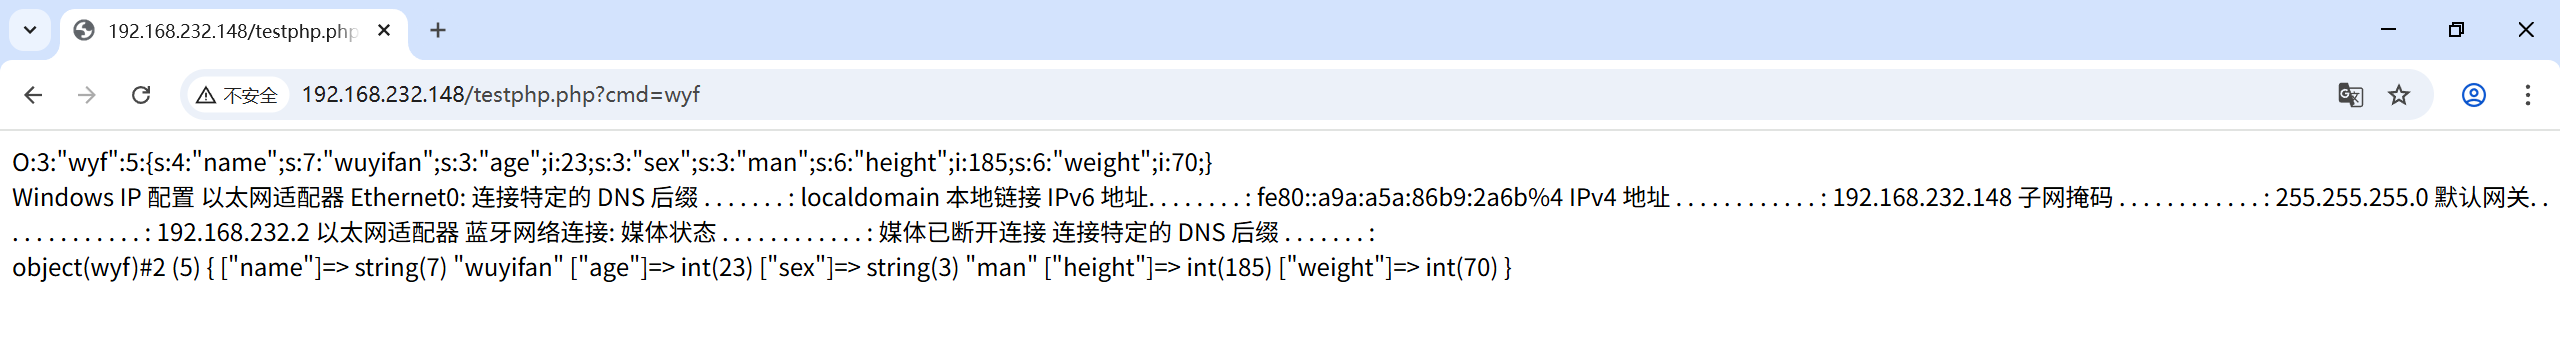 192.168.232.148/testphp.php
不安全 192.168.232.148/testphp.php?cmd=wyf
O:3:"wyf":5:{s:4:"name";s:7:"wuyifan";s:3:"age";i:23;s:3:"sex";s:3:"man";s:6:"height";i:185;s:6:"weight";i:70;}
Windows IP 配置 以太网适配器 Ethernet0: 连接特定的 DNS 后缀 . . . . . . . : localdomain 本地链接 IPv6 地址. . . . . . . . : fe80::a9a:a5a:86b9:2a6b%4 IPv4 地址 . . . . . . . . . . . . : 192.168.232.148 子网掩码 . . . . . . . . . . . . : 255.255.255.0 默认网关. .
. . . . . . . . . . . : 192.168.232.2 以太网适配器 蓝牙网络连接: 媒体状态 . . . . . . . . . . . . : 媒体已断开连接 连接特定的 DNS 后缀 . . . . . . . :
object(wyf)#2 (5) { ["name"]=> string(7) "wuyifan" ["age"]=> int(23) ["sex"]=> string(3) "man" ["height"]=> int(185) ["weight"]=> int(70) }